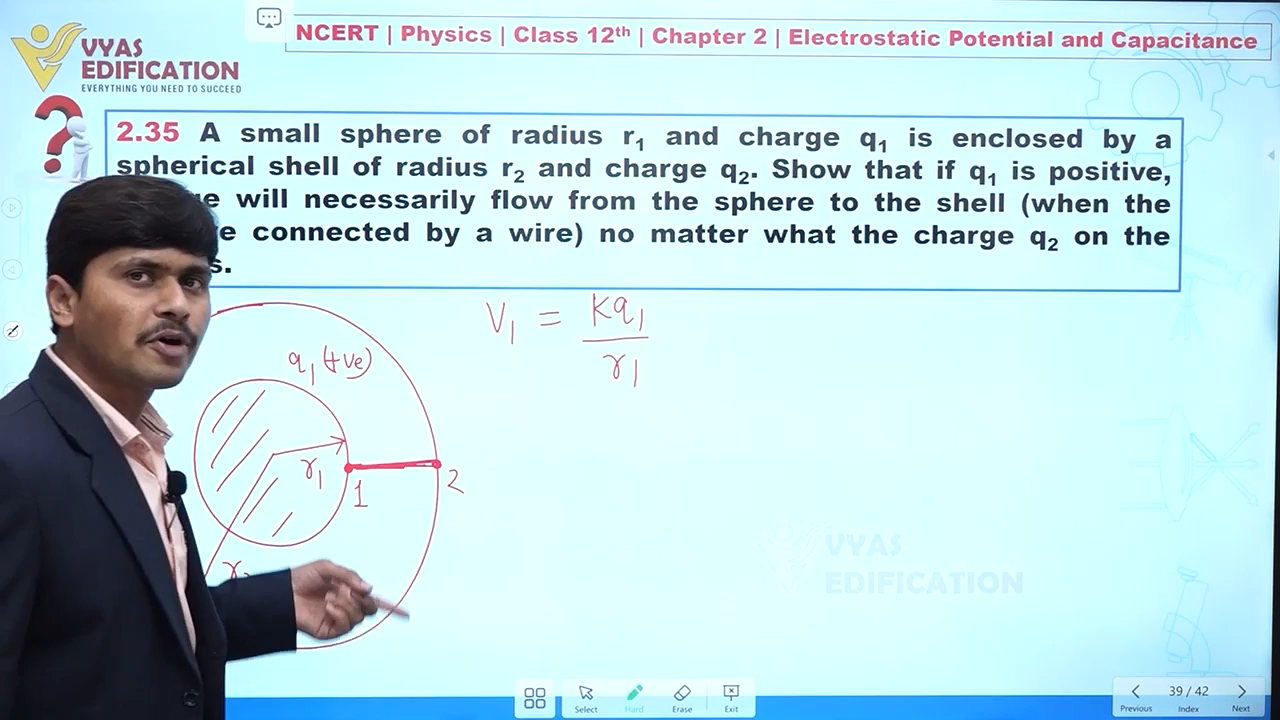 NCERT | Physics | Class 12th | Chapter 2 | Electrostatic Potential and Capacitance
VYAS
EDIFICATION
EVERYTHING YOU NEED TO SUCCEED
?
2.35 A small sphere of radius r₁ and charge q₁ is enclosed by a
spherical shell of radius r₂ and charge q₂. Show that if q₁ is positive,
will necessarily flow from the sphere to the shell (when the
connected by a wire) no matter what the charge q₂ on the
V₁ = Kq₁ / r₁
q₁ (+ve)
r₁
1
2
VYAS
EDIFICATION
Select
Hard
Erase
Exit
Previous
39 / 42
Index
Next